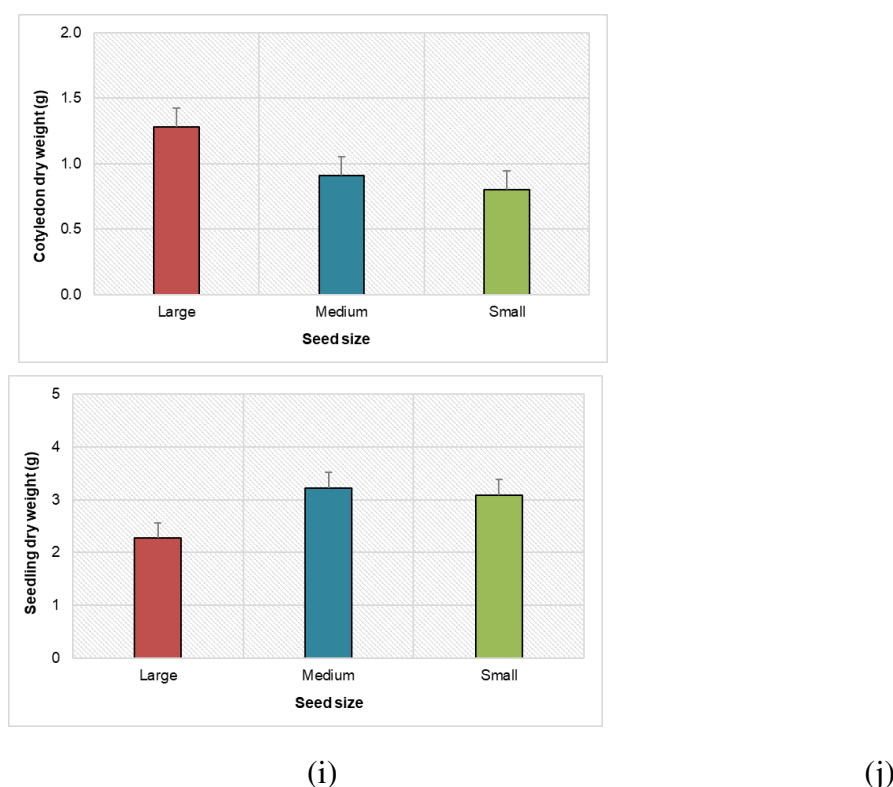 2.0
1.5
1.0
0.5
0.0
Cotyledon dry weight (g)
Large Medium Small
Seed size
5
4
3
2
1
0
Seedling dry weight (g)
Large Medium Small
Seed size
(i) (j)